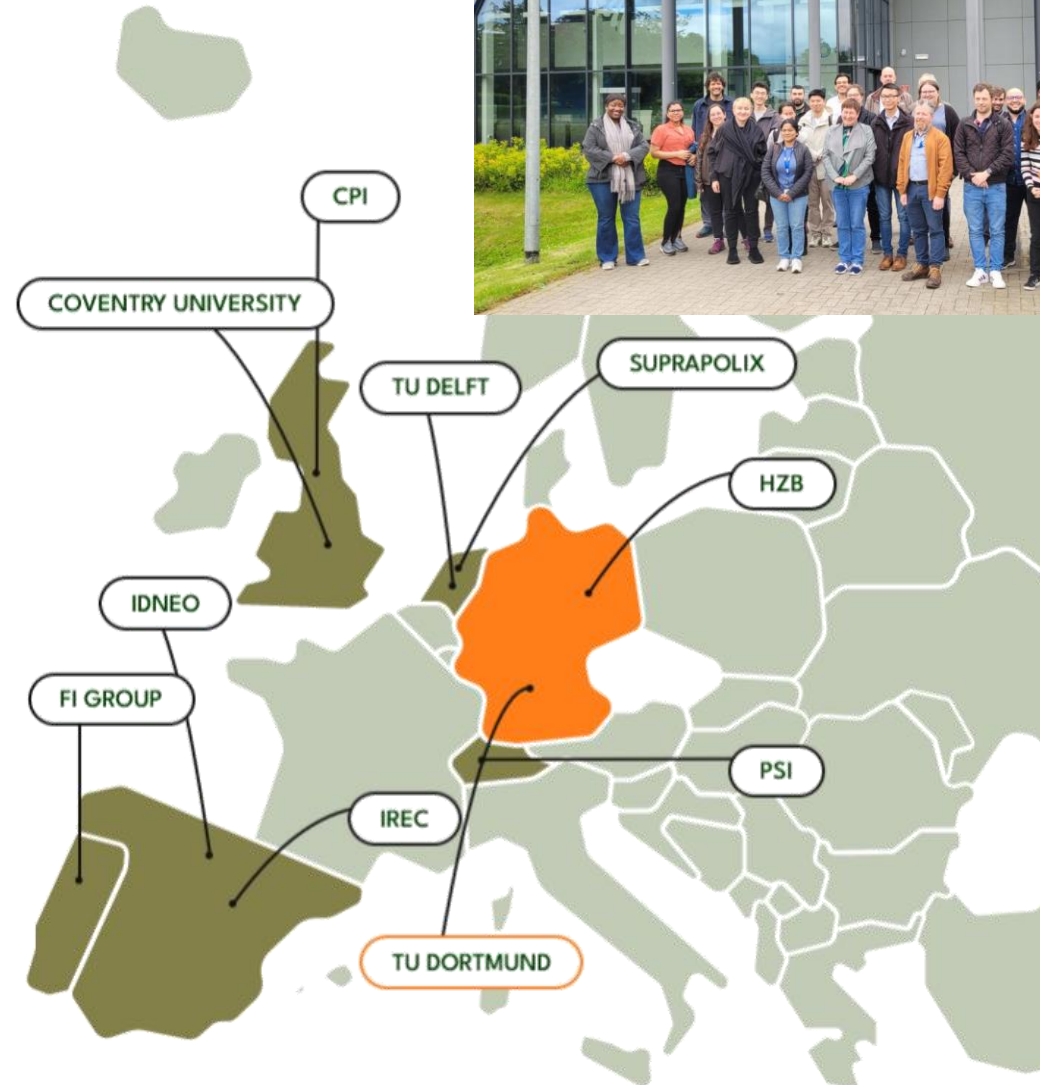 CPI
COVENTRY UNIVERSITY
SUPRAPOLIX
TU DELFT
HZB
IDNEO
FI GROUP
PSI
IREC
TU DORTMUND